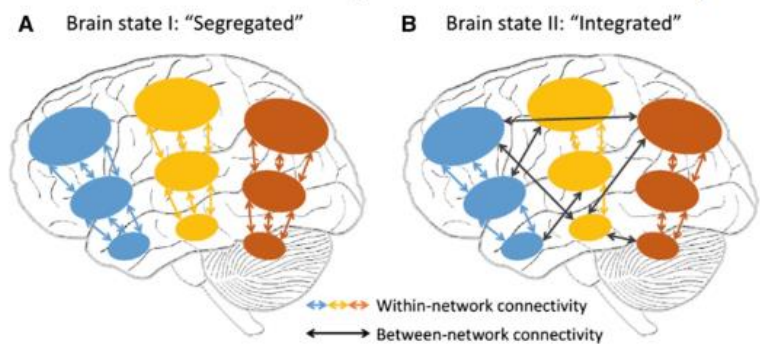 A Brain state I: “Segregated”
B Brain state II: “Integrated”
Within-network connectivity
Between-network connectivity